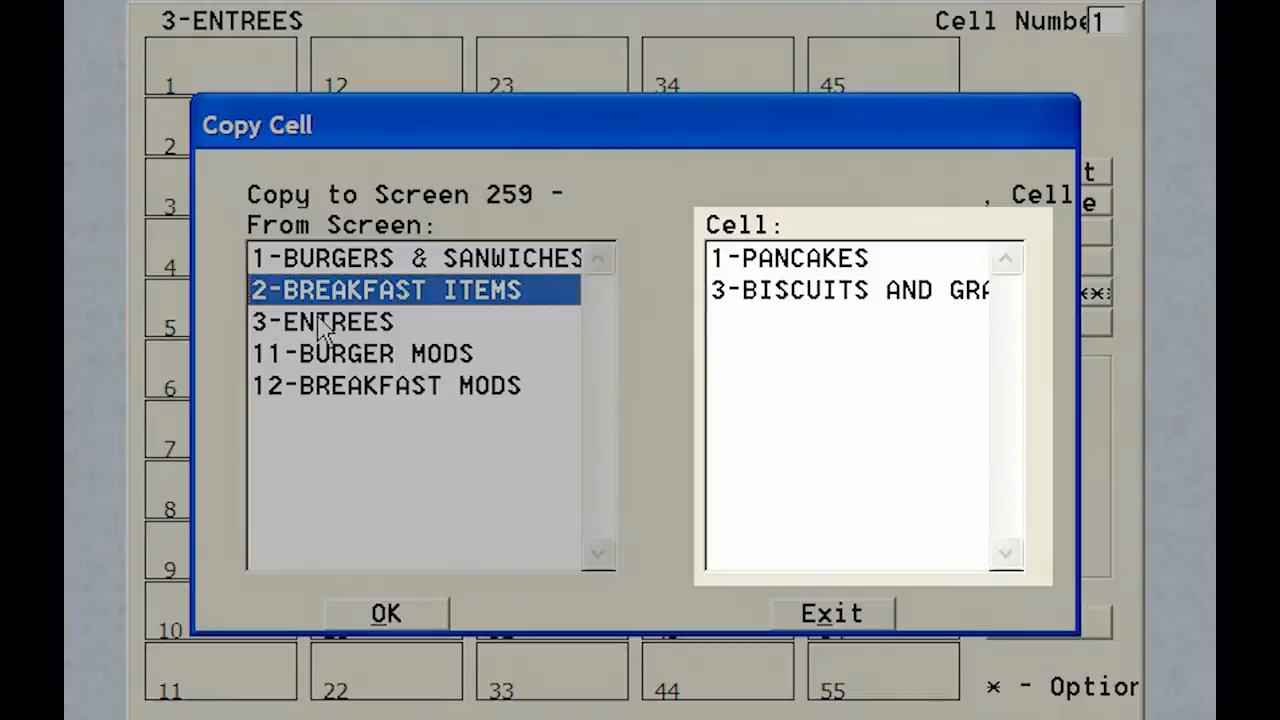 3-ENTREES
Cell Numbe 1
1 12 23 34 45
2
3
4
5
6
7
8
9
10
11 22 33 44 55
Copy Cell
Copy to Screen 259 -
, Cell
From Screen:
1-BURGERS & SANWICHES
2-BREAKFAST ITEMS
3-ENTREES
11-BURGER MODS
12-BREAKFAST MODS
Cell:
1-PANCAKES
3-BISCUITS AND GRA
OK
Exit
t
e
* - Option